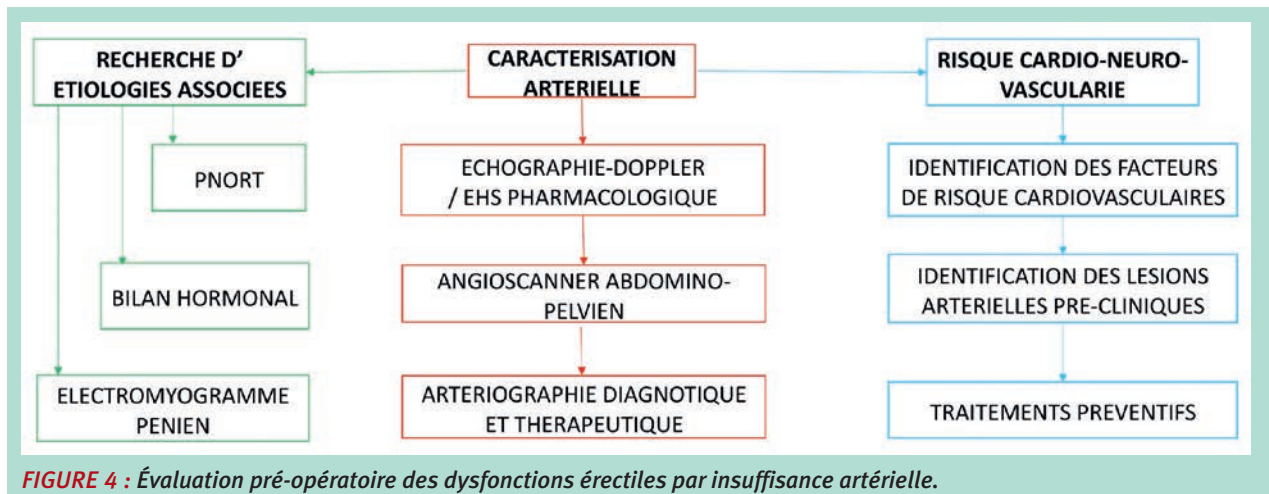 RECHERCHE D'
ETIOLOGIES ASSOCIEES
PNORT
BILAN HORMONAL
ELECTROMYOGRAMME
PENIEN
CARACTERISATION
ARTERIELLE
ECHOGRAPHIE-DOPPLER
/ EHS PHARMACOLOGIQUE
ANGIOSCANNER ABDOMINO-
PELVIEN
ARTERIOGRAPHIE DIAGNOTIQUE
ET THERAPEUTIQUE
RISQUE CARDIO-NEURO-
VASCULARIE
IDENTIFICATION DES FACTEURS
DE RISQUE CARDIOVASCULAIRES
IDENTIFICATION DES LESIONS
ARTERIELLES PRE-CLINIQUES
TRAITEMENTS PREVENTIFS
FIGURE 4 : Évaluation pré-opératoire des dysfonctions érectiles par insuffisance artérielle.